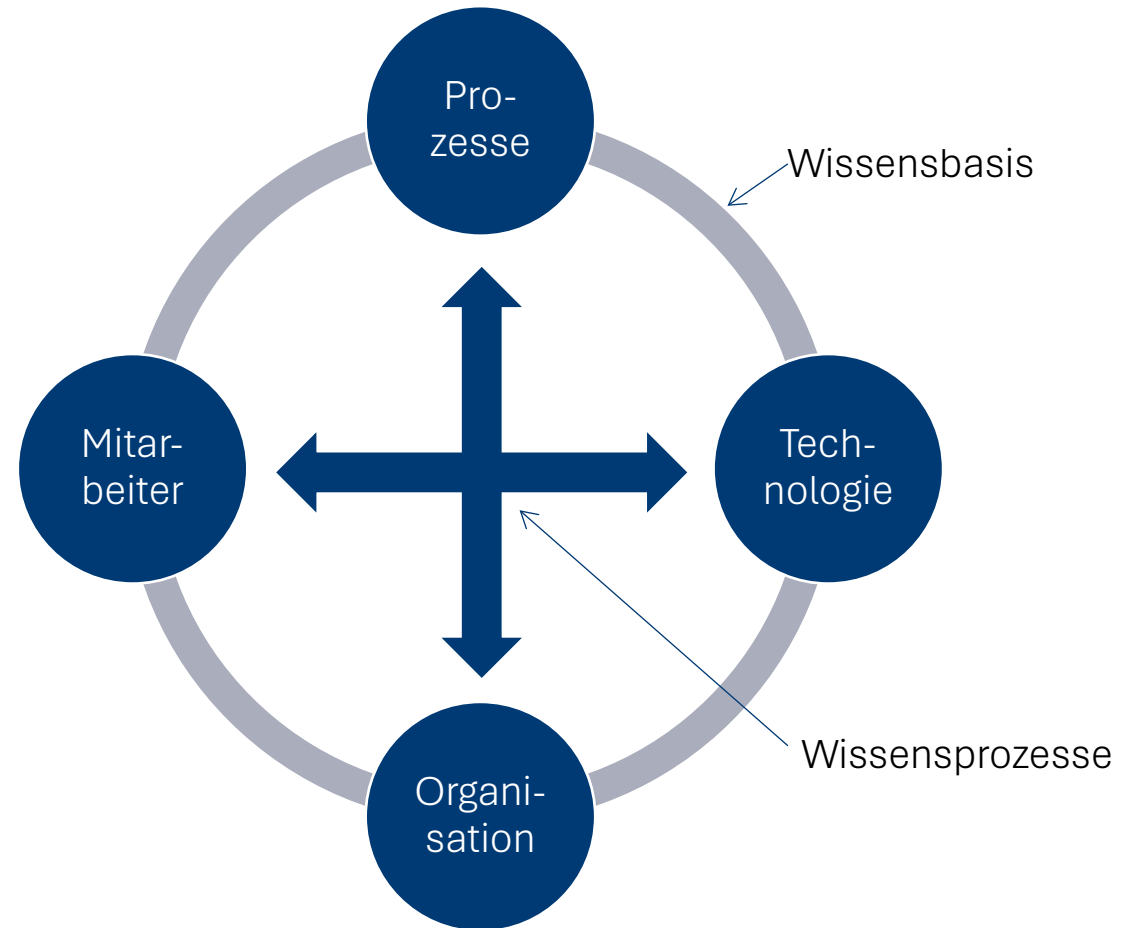 Pro-
zesse
Wissensbasis
Mitar-
beiter
Tech-
nologie
Wissensprozesse
Organi-
sation